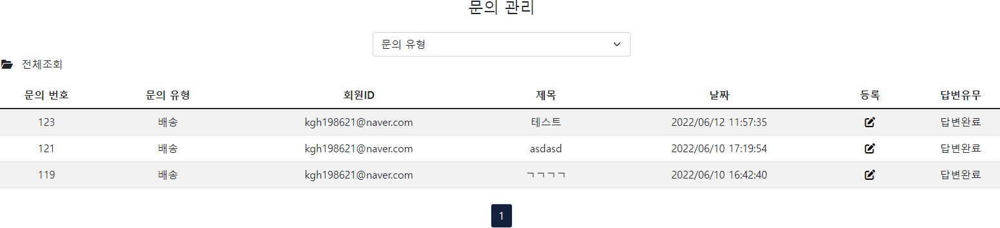 문의 관리
문의 유형
전체조회
문의 번호 문의 유형 회원ID 제목 날짜 등록 답변유무
123 배송 kgh198621@naver.com 테스트 2022/06/12 11:57:35 답변완료
121 배송 kgh198621@naver.com asdasd 2022/06/10 17:19:54 답변완료
119 배송 kgh198621@naver.com ㄱㄱㄱㄱ 2022/06/10 16:42:40 답변완료
1